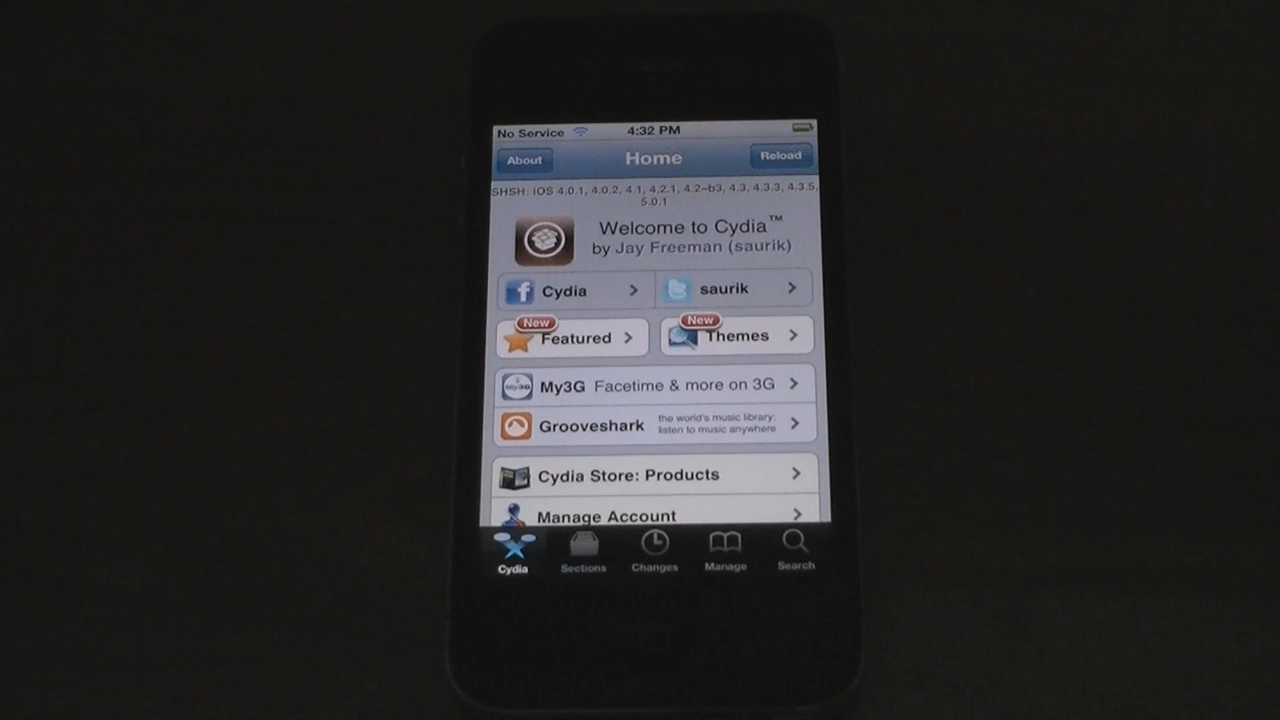 No Service 4:32 PM
About Home Reload
SHSH: iOS 4.0.1, 4.0.2, 4.1, 4.2.1, 4.2~b3, 4.3, 4.3.3, 4.3.5,
5.0.1
Welcome to Cydia™
by Jay Freeman (saurik)
Cydia saurik
New New
Featured Themes
My3G My3G Facetime & more on 3G
Grooveshark the world's music library:
listen to music anywhere
Cydia Store: Products
Manage Account
Cydia Sections Changes Manage Search